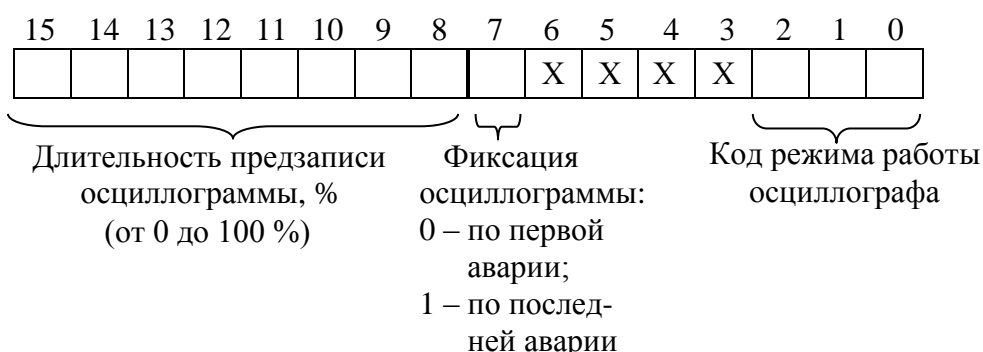 15 14 13 12 11 10 9 8 7 6 5 4 3 2 1 0
X X X X
Длительность предзаписи
осциллограммы, %
(от 0 до 100 %)
Фиксация
осциллограммы:
0 – по первой
аварии;
1 – по послед-
ней аварии
Код режима работы
осциллографа